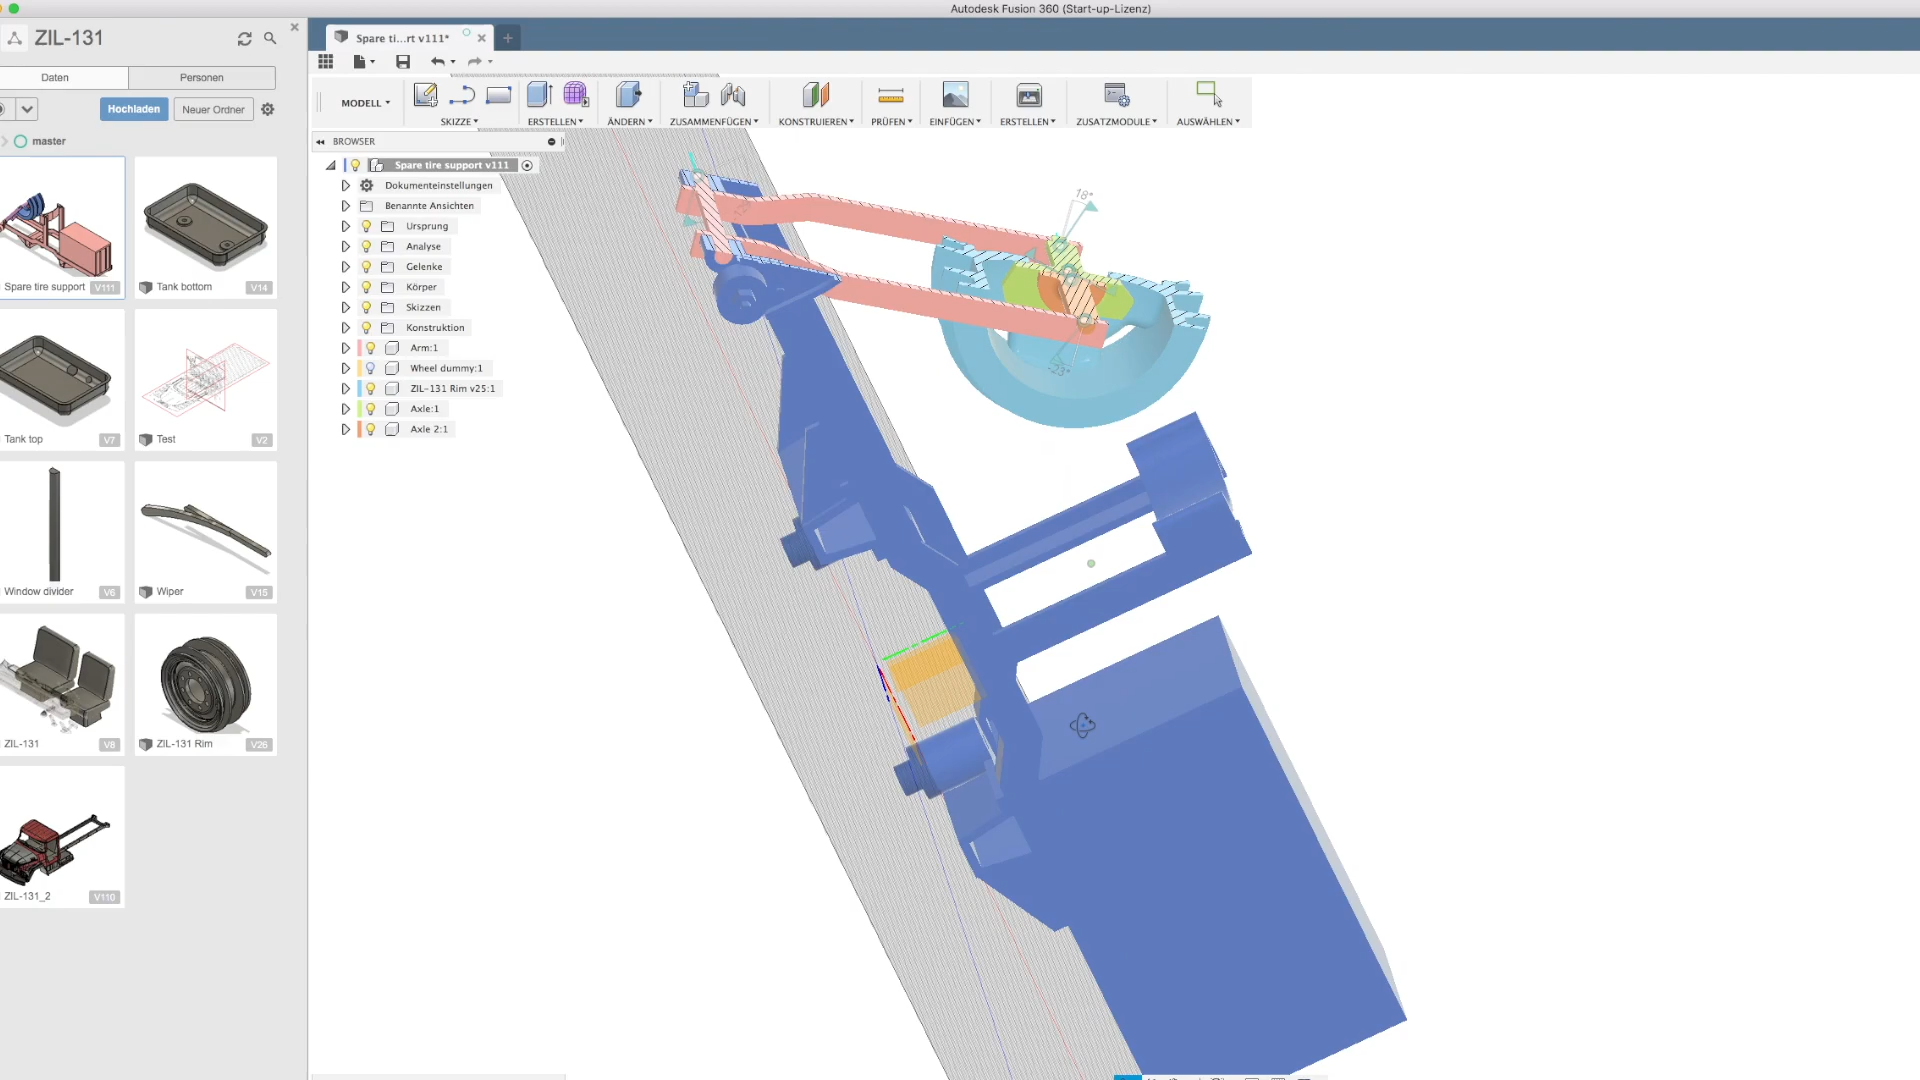 Autodesk Fusion 360 (Start-up-Lizenz)
ZIL-131
Spare ti...rt v111*
Daten
Personen
Hochladen
Neuer Ordner
master
MODELL
SKIZZE
ERSTELLEN
ÄNDERN
ZUSAMMENFÜGEN
KONSTRUIEREN
PRÜFEN
EINFÜGEN
ERSTELLEN
ZUSATZMODULE
AUSWÄHLEN
BROWSER
Spare tire support v111
Dokumenteinstellungen
Benannte Ansichten
Ursprung
Analyse
Gelenke
Körper
Skizzen
Konstruktion
Arm:1
Wheel dummy:1
ZIL-131 Rim v25:1
Axle:1
Axle 2:1
Spare tire support V111
Tank bottom V14
Tank top V7
Test V2
Window divider V6
Wiper V15
ZIL-131 V8
ZIL-131 Rim V26
ZIL-131_2 V110
18°
-23°